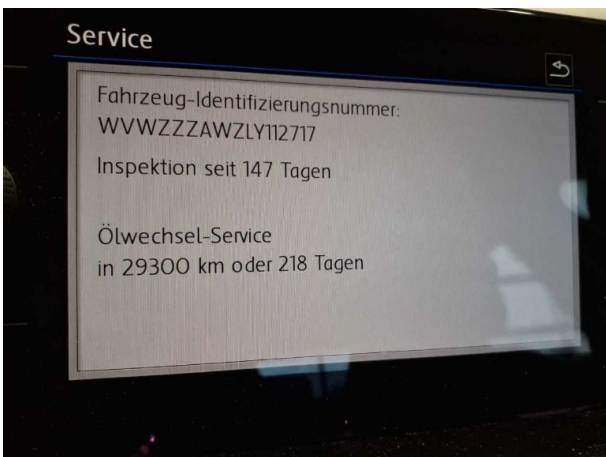 Service
Fahrzeug-Identifizierungsnummer:
WVWZZZAWZLY112717
Inspektion seit 147 Tagen
Ölwechsel-Service
in 29300 km oder 218 Tagen